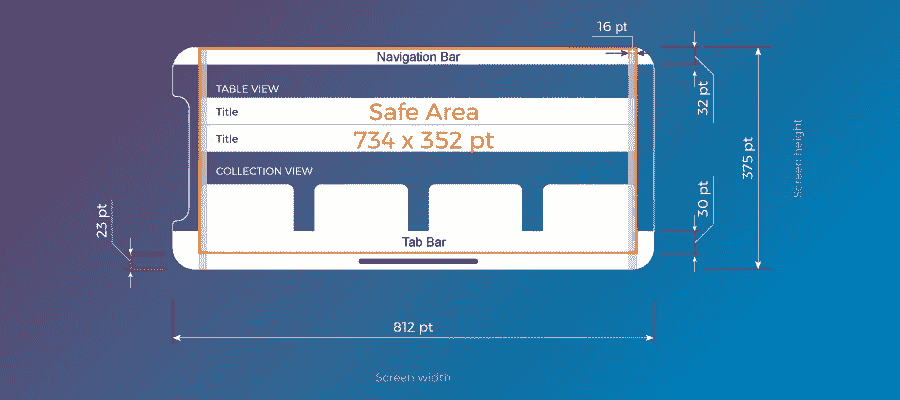 16 pt
Navigation Bar
32 pt
TABLE VIEW
Title
Safe Area
Title
734 x 352 pt
COLLECTION VIEW
375 pt
Screen height
30 pt
23 pt
Tab Bar
812 pt
Screen width